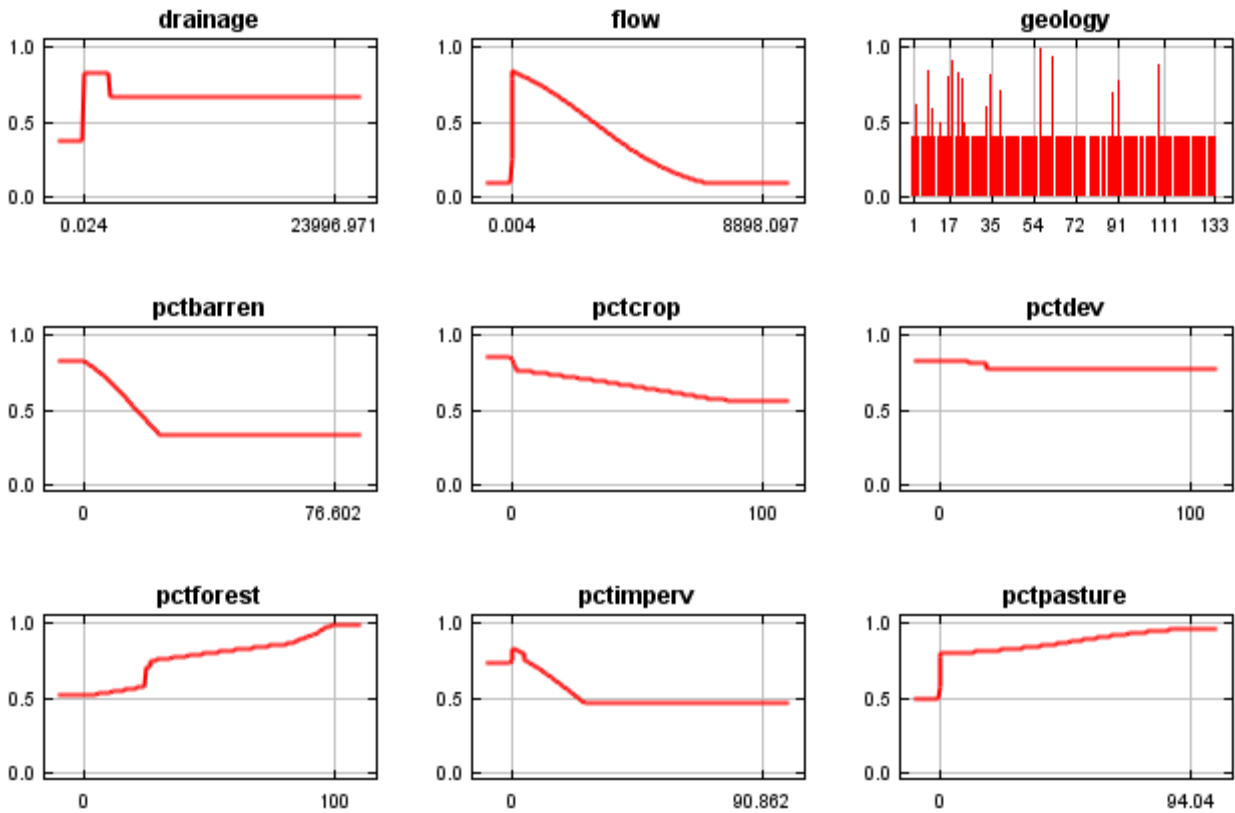 drainage flow geology
1.0 1.0 1.0
0.5 0.5 0.5
0.0 0.0 0.0
0.024 23996.971 0.004 8898.097 1 17 35 54 72 91 111 133
pctbarren pctcrop pctdev
1.0 1.0 1.0
0.5 0.5 0.5
0.0 0.0 0.0
0 76.602 0 100 0 100
pctforest pctimperv pctpasture
1.0 1.0 1.0
0.5 0.5 0.5
0.0 0.0 0.0
0 100 0 90.862 0 94.04